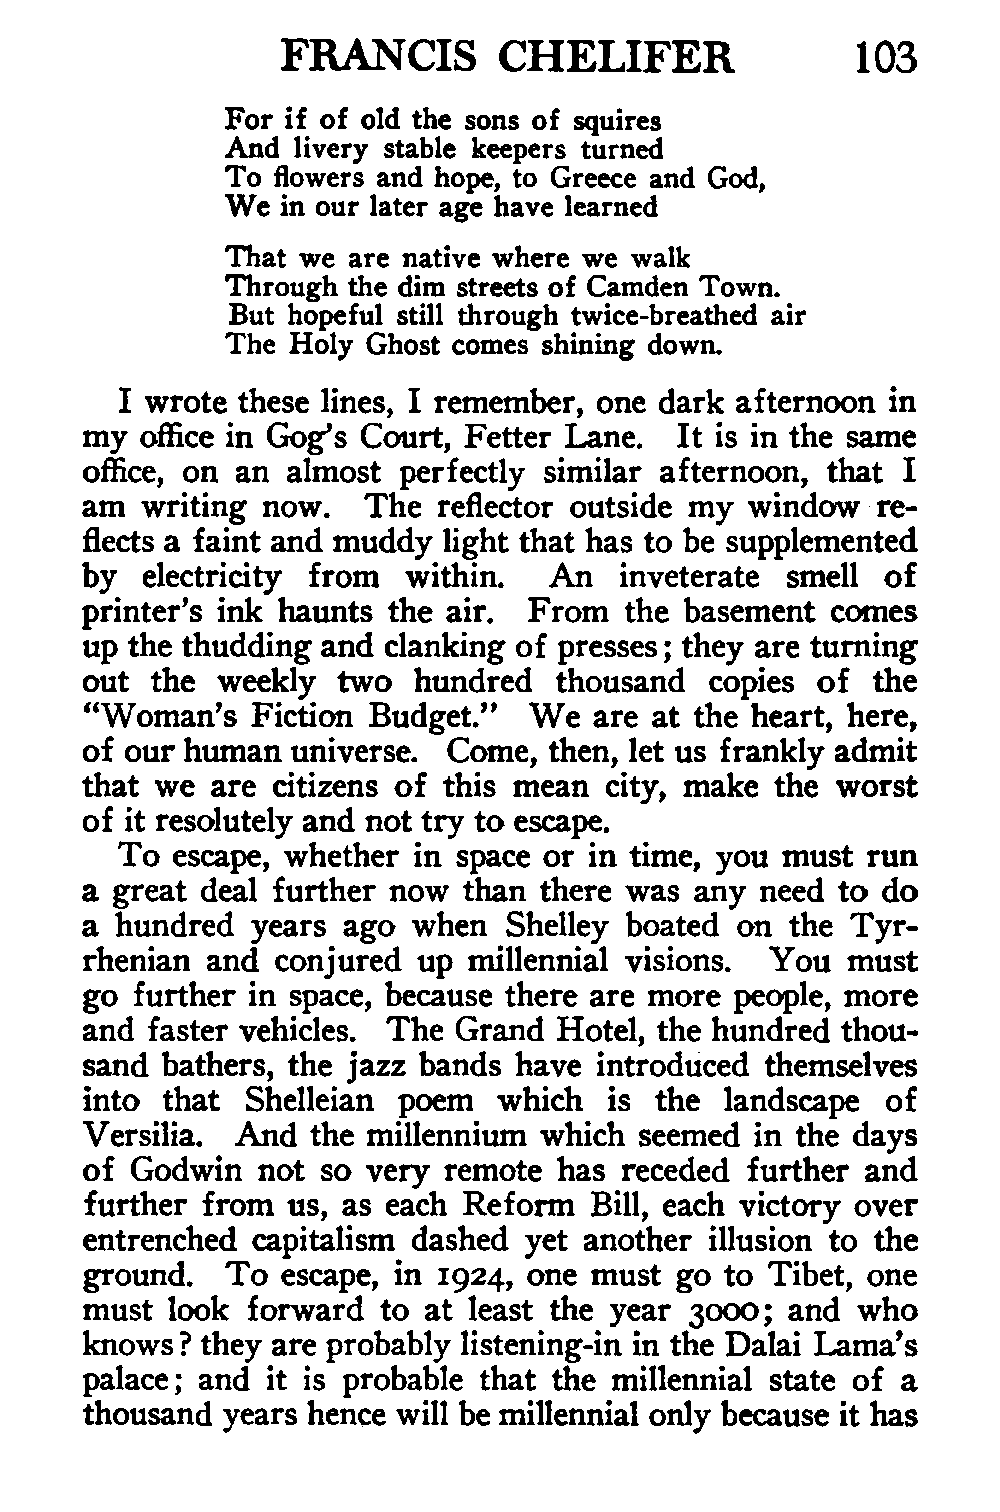 FRANCIS CHELIFER 103
For if of old the sons of squires
And livery stable keepers turned
To flowers and hope, to Greece and God,
We in our later age have learned
That we are native where we walk
Through the dim streets of Camden Town.
But hopeful still through twice-breathed air
The Holy Ghost comes shining down.
I wrote these lines, I remember, one dark afternoon in
my office in Gog's Court, Fetter Lane. It is in the same
office, on an almost perfectly similar afternoon, that I
am writing now. The reflector outside my window re-
flects a faint and muddy light that has to be supplemented
by electricity from within. An inveterate smell of
printer's ink haunts the air. From the basement comes
up the thudding and clanking of presses; they are turning
out the weekly two hundred thousand copies of the
"Woman's Fiction Budget." We are at the heart, here,
of our human universe. Come, then, let us frankly admit
that we are citizens of this mean city, make the worst
of it resolutely and not try to escape.
To escape, whether in space or in time, you must run
a great deal further now than there was any need to do
a hundred years ago when Shelley boated on the Tyr-
rhenian and conjured up millennial visions. You must
go further in space, because there are more people, more
and faster vehicles. The Grand Hotel, the hundred thou-
sand bathers, the jazz bands have introduced themselves
into that Shelleian poem which is the landscape of
Versilia. And the millennium which seemed in the days
of Godwin not so very remote has receded further and
further from us, as each Reform Bill, each victory over
entrenched capitalism dashed yet another illusion to the
ground. To escape, in 1924, one must go to Tibet, one
must look forward to at least the year 3000; and who
knows? they are probably listening-in in the Dalai Lama's
palace; and it is probable that the millennial state of a
thousand years hence will be millennial only because it has